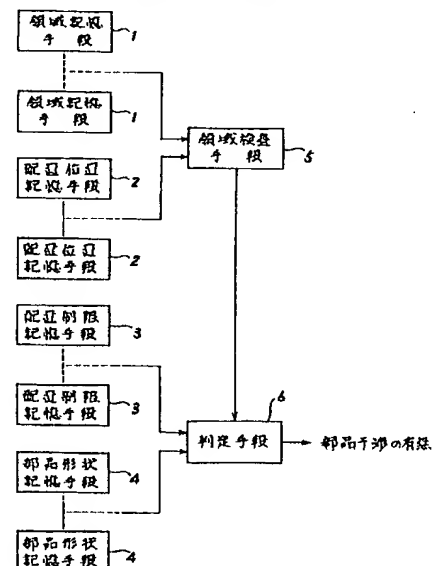 領域記憶
手段
1
領域記憶
手段
1
領域検査
手段
5
配置位置
記憶手段
2
配置位置
記憶手段
2
配置制限
記憶手段
3
配置制限
記憶手段
3
6
判定手段
部品干渉の有無
部品形状
記憶手段
4
部品形状
記憶手段
4